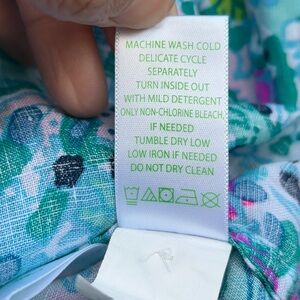 MACHINE WASH COLD
DELICATE CYCLE
SEPARATELY
TURN INSIDE OUT
WITH MILD DETERGENT
ONLY NON-CHLORINE BLEACH,
IF NEEDED
TUMBLE DRY LOW
LOW IRON IF NEEDED
DO NOT DRY CLEAN